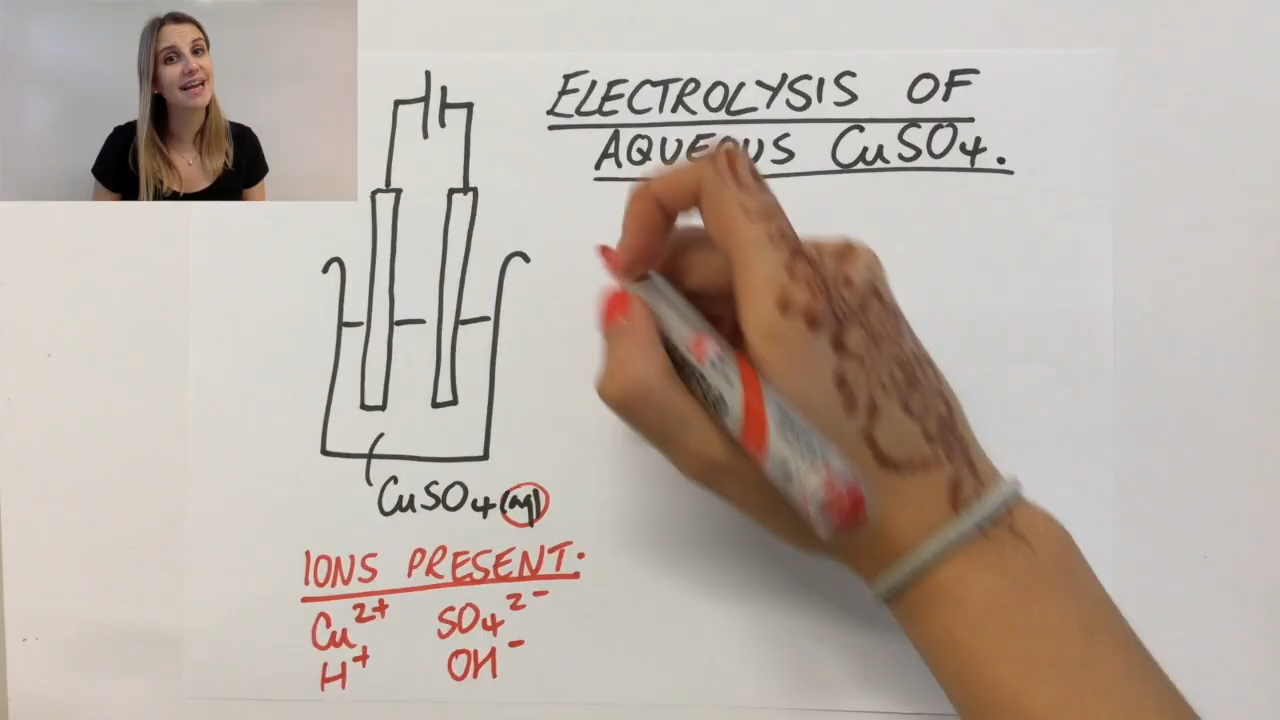 ELECTROLYSIS OF
AQUEOUS CuSO₄.
CuSO₄(aq)
IONS PRESENT.
Cu²⁺ SO₄²⁻
H⁺ OH⁻